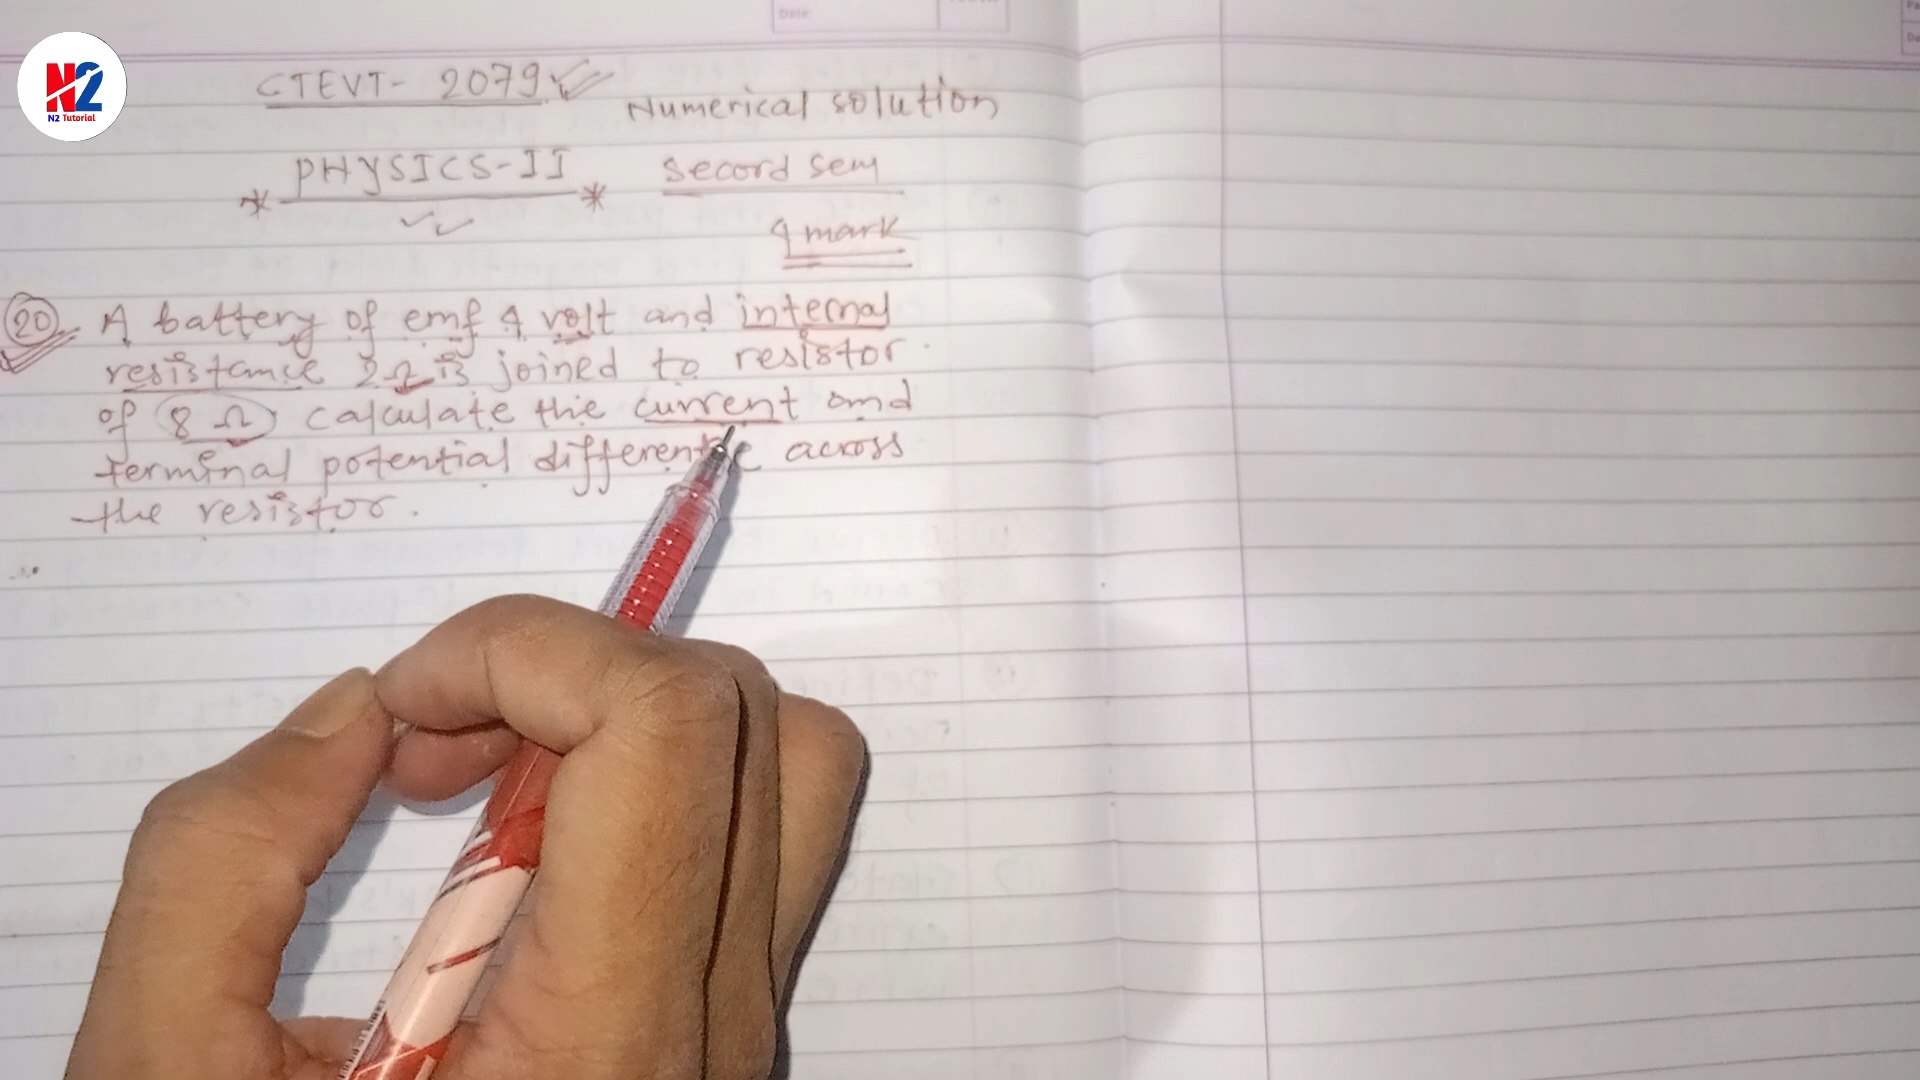 Date:
N2
N2 Tutorial
CTEVT- 2079
Numerical solution
PHYSICS-II
Second Sem
4 mark
20 A battery of emf 4 volt and internal
resistance 2Ω is joined to resistor
of 8 Ω, calculate the current and
terminal potential difference across
the resistor.